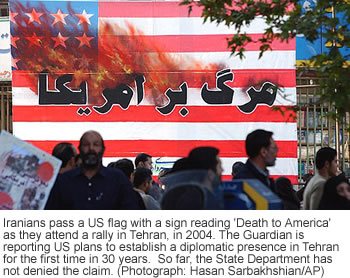 مرگ بر امریکا
Iranians pass a US flag with a sign reading 'Death to America'
as they attend a rally in Tehran, in 2004. The Guardian is
reporting US plans to establish a diplomatic presence in Tehran
for the first time in 30 years.  So far, the State Department has
not denied the claim. (Photograph: Hasan Sarbakhshian/AP)